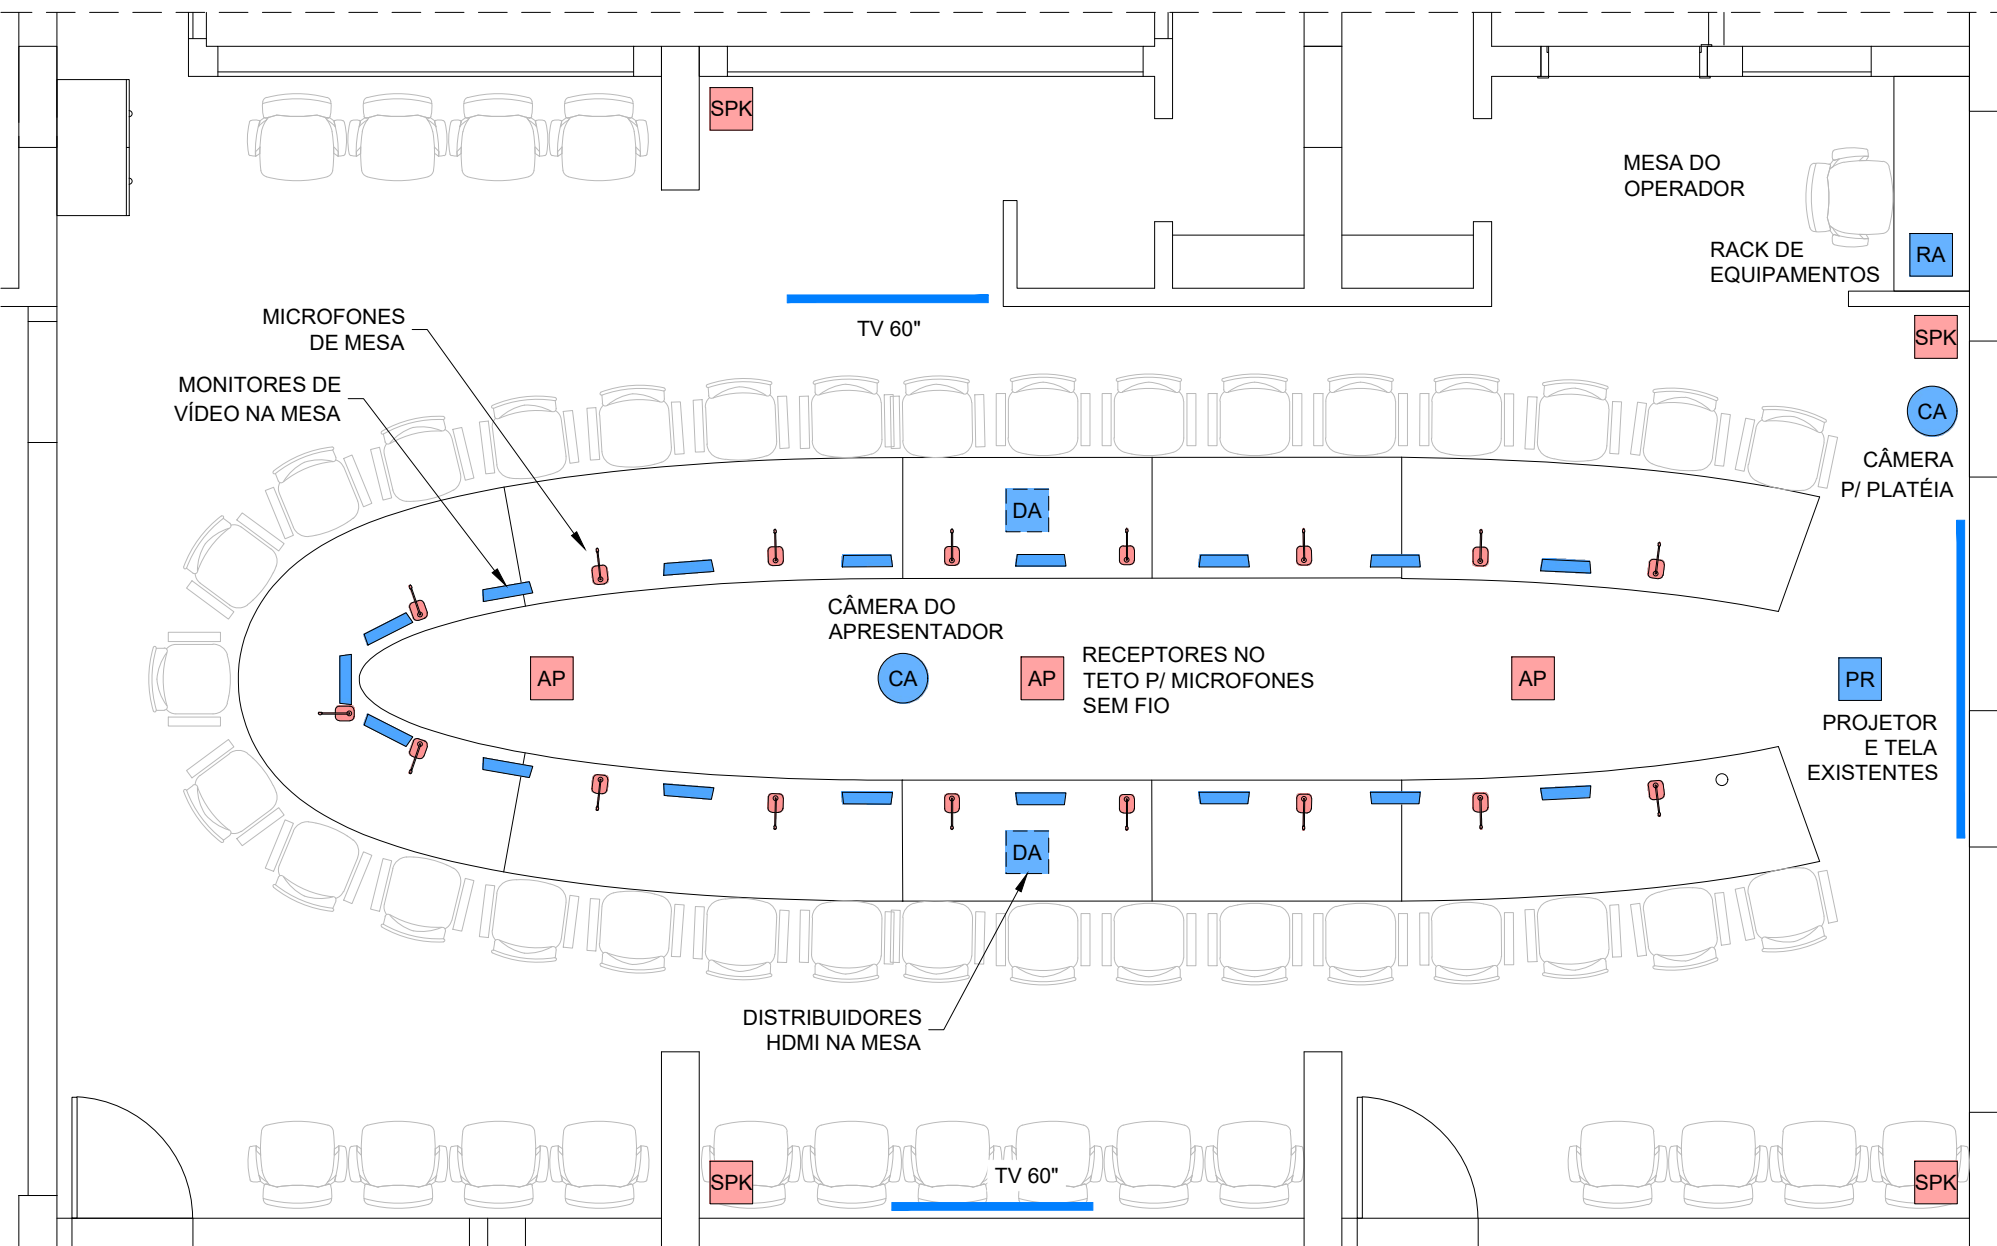 SPK
MESA DO
OPERADOR
RACK DE
EQUIPAMENTOS
RA
TV 60"
MICROFONES
DE MESA
SPK
MONITORES DE
VÍDEO NA MESA
CA
CÂMERA
P/ PLATÉIA
DA
CÂMERA DO
APRESENTADOR
AP
CA
AP
RECEPTORES NO
TETO P/ MICROFONES
SEM FIO
AP
PR
PROJETOR
E TELA
EXISTENTES
DA
DISTRIBUIDORES
HDMI NA MESA
SPK
TV 60"
SPK